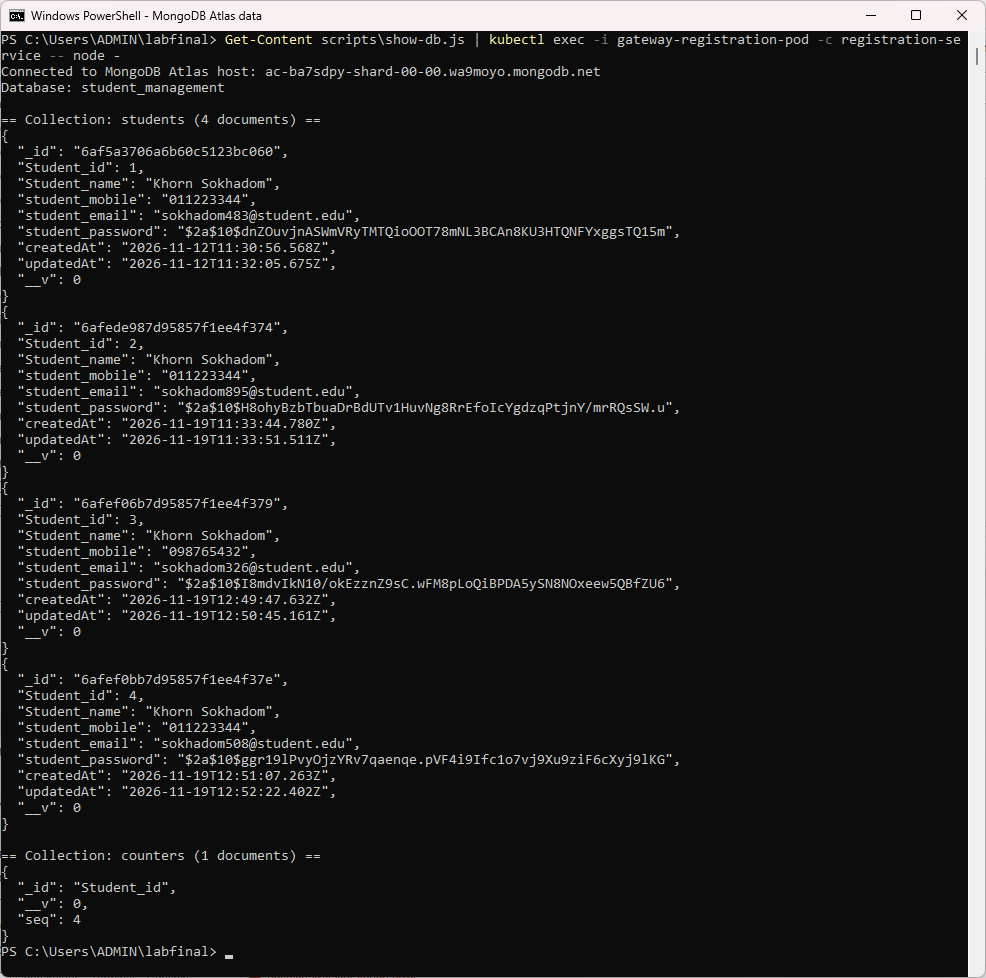 Windows PowerShell - MongoDB Atlas data
PS C:\Users\ADMIN\labfinal> Get-Content scripts\show-db.js | kubectl exec -i gateway-registration-pod -c registration-se
rvice -- node -
Connected to MongoDB Atlas host: ac-ba7sdpy-shard-00-00.wa9moyo.mongodb.net
Database: student_management

== Collection: students (4 documents) ==
{
  "_id": "6af5a3706a6b60c5123bc060",
  "Student_id": 1,
  "Student_name": "Khorn Sokhadom",
  "student_mobile": "011223344",
  "student_email": "sokhadom483@student.edu",
  "student_password": "$2a$10$dnZOuvjnASWmVRyTMTQioOOT78mNL3BCAn8KU3HTQNFYxggsTQ15m",
  "createdAt": "2026-11-12T11:30:56.568Z",
  "updatedAt": "2026-11-12T11:32:05.675Z",
  "__v": 0
}
{
  "_id": "6afede987d95857f1ee4f374",
  "Student_id": 2,
  "Student_name": "Khorn Sokhadom",
  "student_mobile": "011223344",
  "student_email": "sokhadom895@student.edu",
  "student_password": "$2a$10$H8ohyBzbTbuaDrBdUTv1HuvNg8RrEfoIcYgdzqPtjnY/mrRQsSW.u",
  "createdAt": "2026-11-19T11:33:44.780Z",
  "updatedAt": "2026-11-19T11:33:51.511Z",
  "__v": 0
}
{
  "_id": "6afef06b7d95857f1ee4f379",
  "Student_id": 3,
  "Student_name": "Khorn Sokhadom",
  "student_mobile": "098765432",
  "student_email": "sokhadom326@student.edu",
  "student_password": "$2a$10$I8mdvIkN10/okEzznZ9sC.wFM8pLoQiBPDA5ySN8NOxeew5QBfZU6",
  "createdAt": "2026-11-19T12:49:47.632Z",
  "updatedAt": "2026-11-19T12:50:45.161Z",
  "__v": 0
}
{
  "_id": "6afef0bb7d95857f1ee4f37e",
  "Student_id": 4,
  "Student_name": "Khorn Sokhadom",
  "student_mobile": "011223344",
  "student_email": "sokhadom508@student.edu",
  "student_password": "$2a$10$ggr19lPvyOjzYRv7qaenqe.pVF4i9Ifc1o7vj9Xu9ziF6cXyj9lKG",
  "createdAt": "2026-11-19T12:51:07.263Z",
  "updatedAt": "2026-11-19T12:52:22.402Z",
  "__v": 0
}

== Collection: counters (1 documents) ==
{
  "_id": "Student_id",
  "__v": 0,
  "seq": 4
}
PS C:\Users\ADMIN\labfinal>